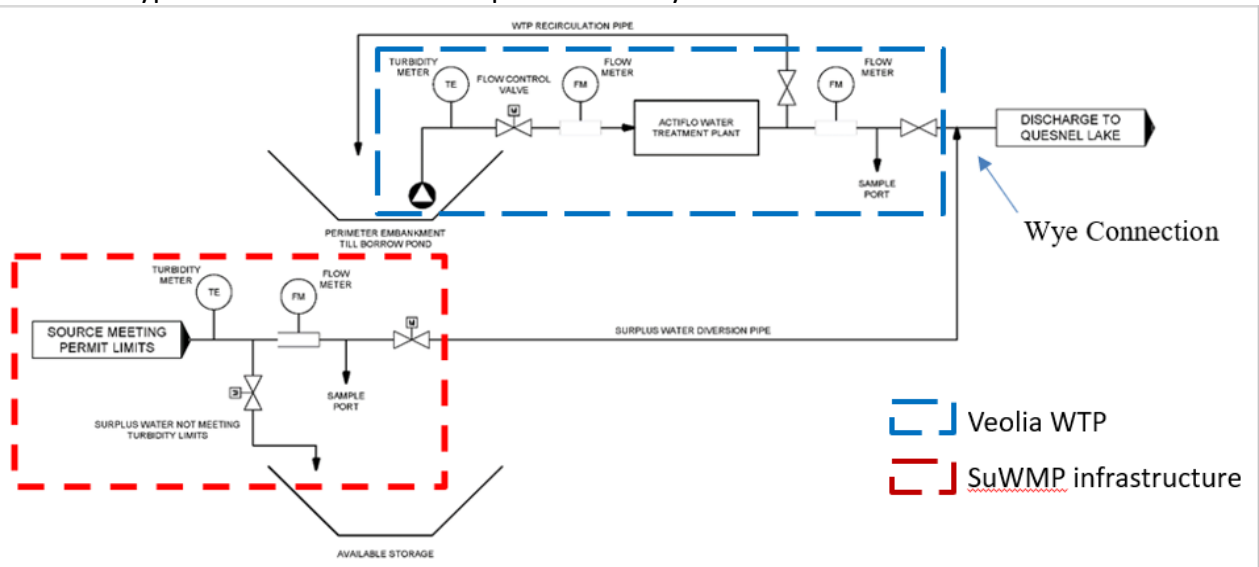 WTP RECIRCULATION PIPE
TURBIDITY
METER
TE
FLOW CONTROL
VALVE
M
FLOW
METER
FM
ACTIFLO WATER
TREATMENT PLANT
FLOW
METER
FM
SAMPLE
PORT
DISCHARGE TO
QUESNEL LAKE
Wye Connection
PERIMETER EMBANKMENT
TILL BORROW POND
TURBIDITY
METER
TE
FLOW
METER
FM
M
SOURCE MEETING
PERMIT LIMITS
SURPLUS WATER DIVERSION PIPE
M
SAMPLE
PORT
SURPLUS WATER NOT MEETING
TURBIDITY LIMITS
AVAILABLE STORAGE
Veolia WTP
SuWMP infrastructure